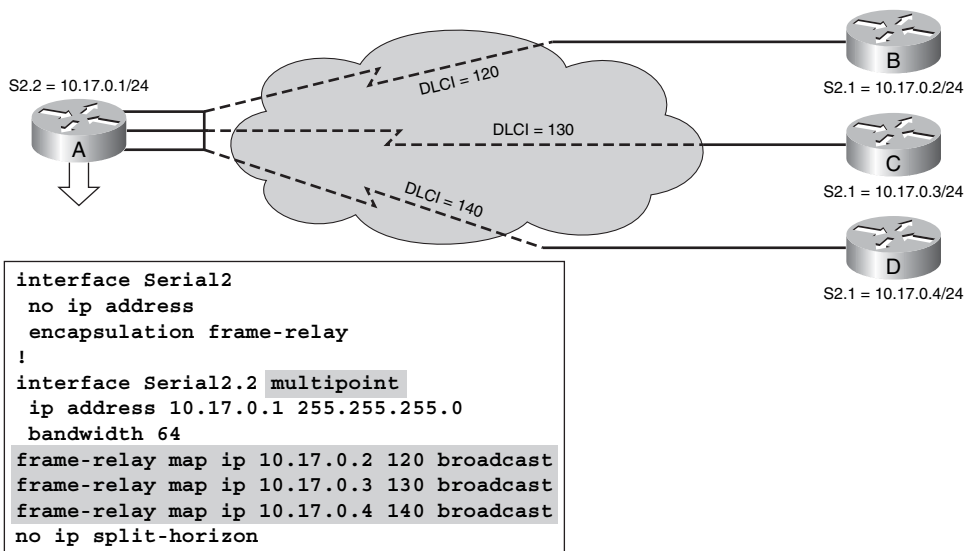 S2.2 = 10.17.0.1/24
A
DLCI = 120
B
S2.1 = 10.17.0.2/24
DLCI = 130
C
S2.1 = 10.17.0.3/24
DLCI = 140
D
S2.1 = 10.17.0.4/24
interface Serial2
no ip address
encapsulation frame-relay
!
interface Serial2.2 multipoint
ip address 10.17.0.1 255.255.255.0
bandwidth 64
frame-relay map ip 10.17.0.2 120 broadcast
frame-relay map ip 10.17.0.3 130 broadcast
frame-relay map ip 10.17.0.4 140 broadcast
no ip split-horizon